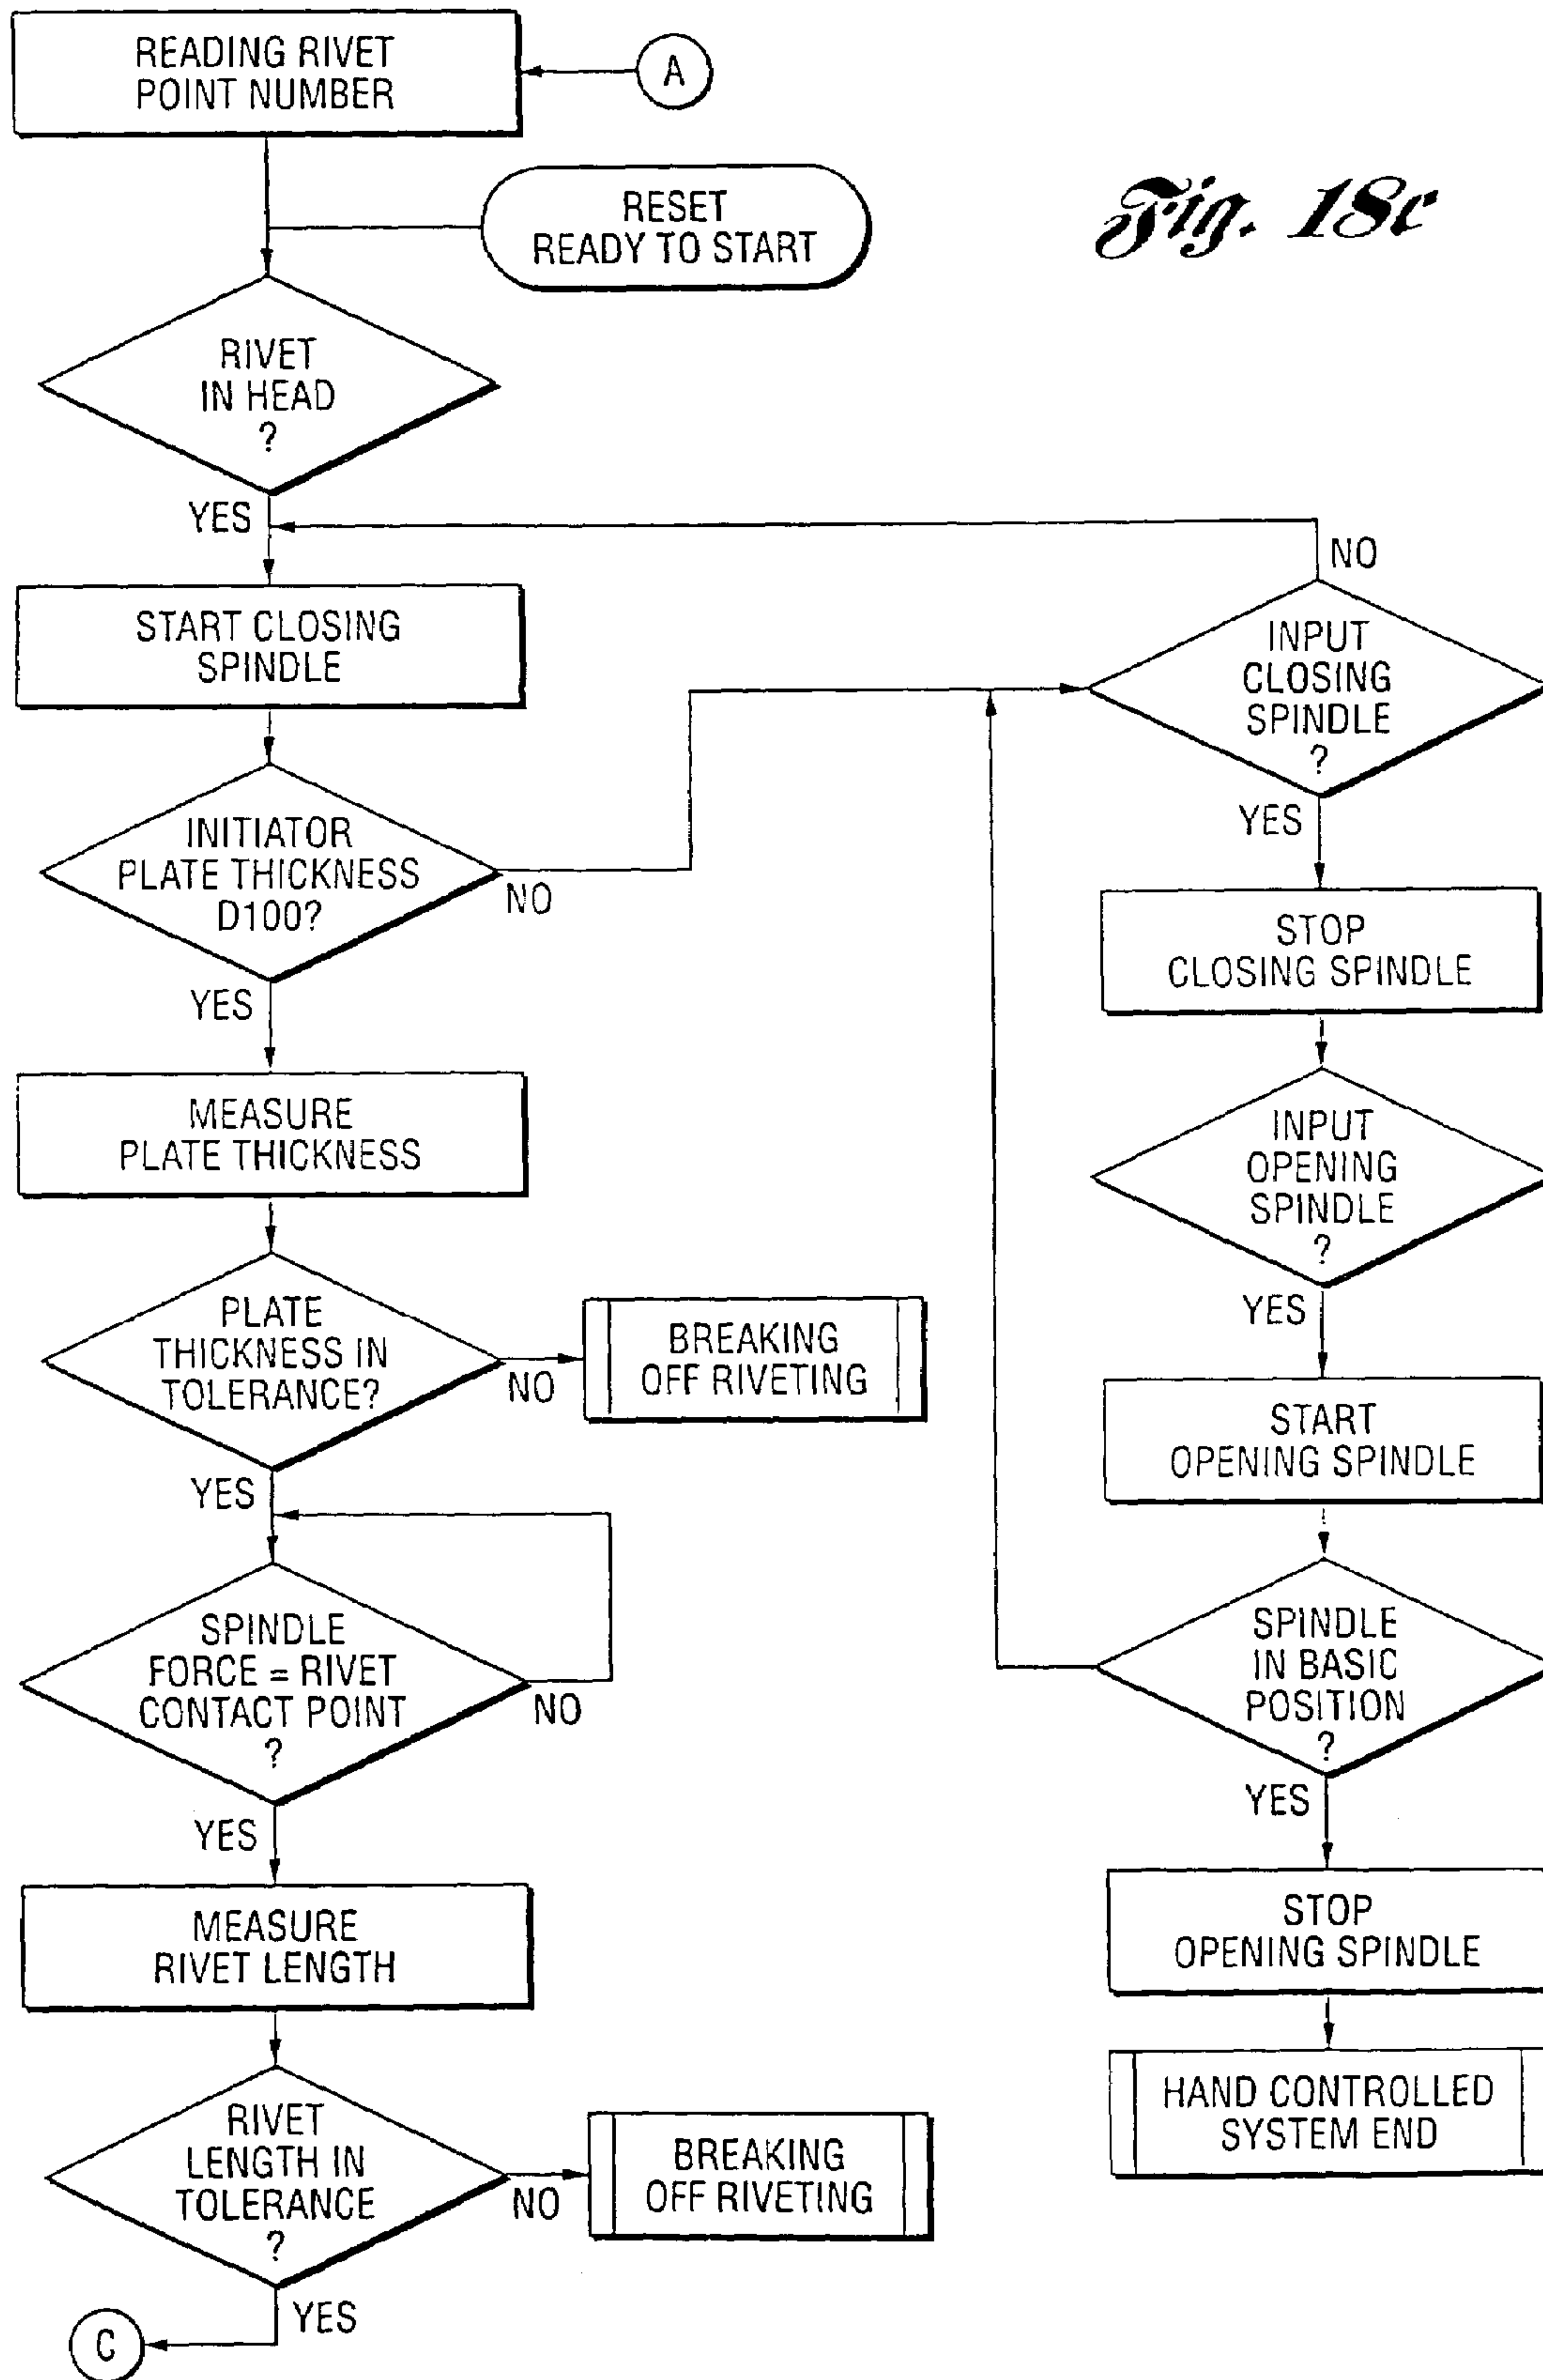 READING RIVET
POINT NUMBER
A
RESET
READY TO START
Fig. 18c
RIVET
IN HEAD
?
YES
START CLOSING
SPINDLE
INITIATOR
PLATE THICKNESS
D100?
NO
YES
MEASURE
PLATE THICKNESS
PLATE
THICKNESS IN
TOLERANCE?
NO
BREAKING
OFF RIVETING
YES
SPINDLE
FORCE = RIVET
CONTACT POINT
?
NO
YES
MEASURE
RIVET LENGTH
RIVET
LENGTH IN
TOLERANCE
?
NO
BREAKING
OFF RIVETING
YES
C
NO
INPUT
CLOSING
SPINDLE
?
YES
STOP
CLOSING SPINDLE
INPUT
OPENING
SPINDLE
?
YES
START
OPENING SPINDLE
SPINDLE
IN BASIC
POSITION
?
YES
STOP
OPENING SPINDLE
HAND CONTROLLED
SYSTEM END